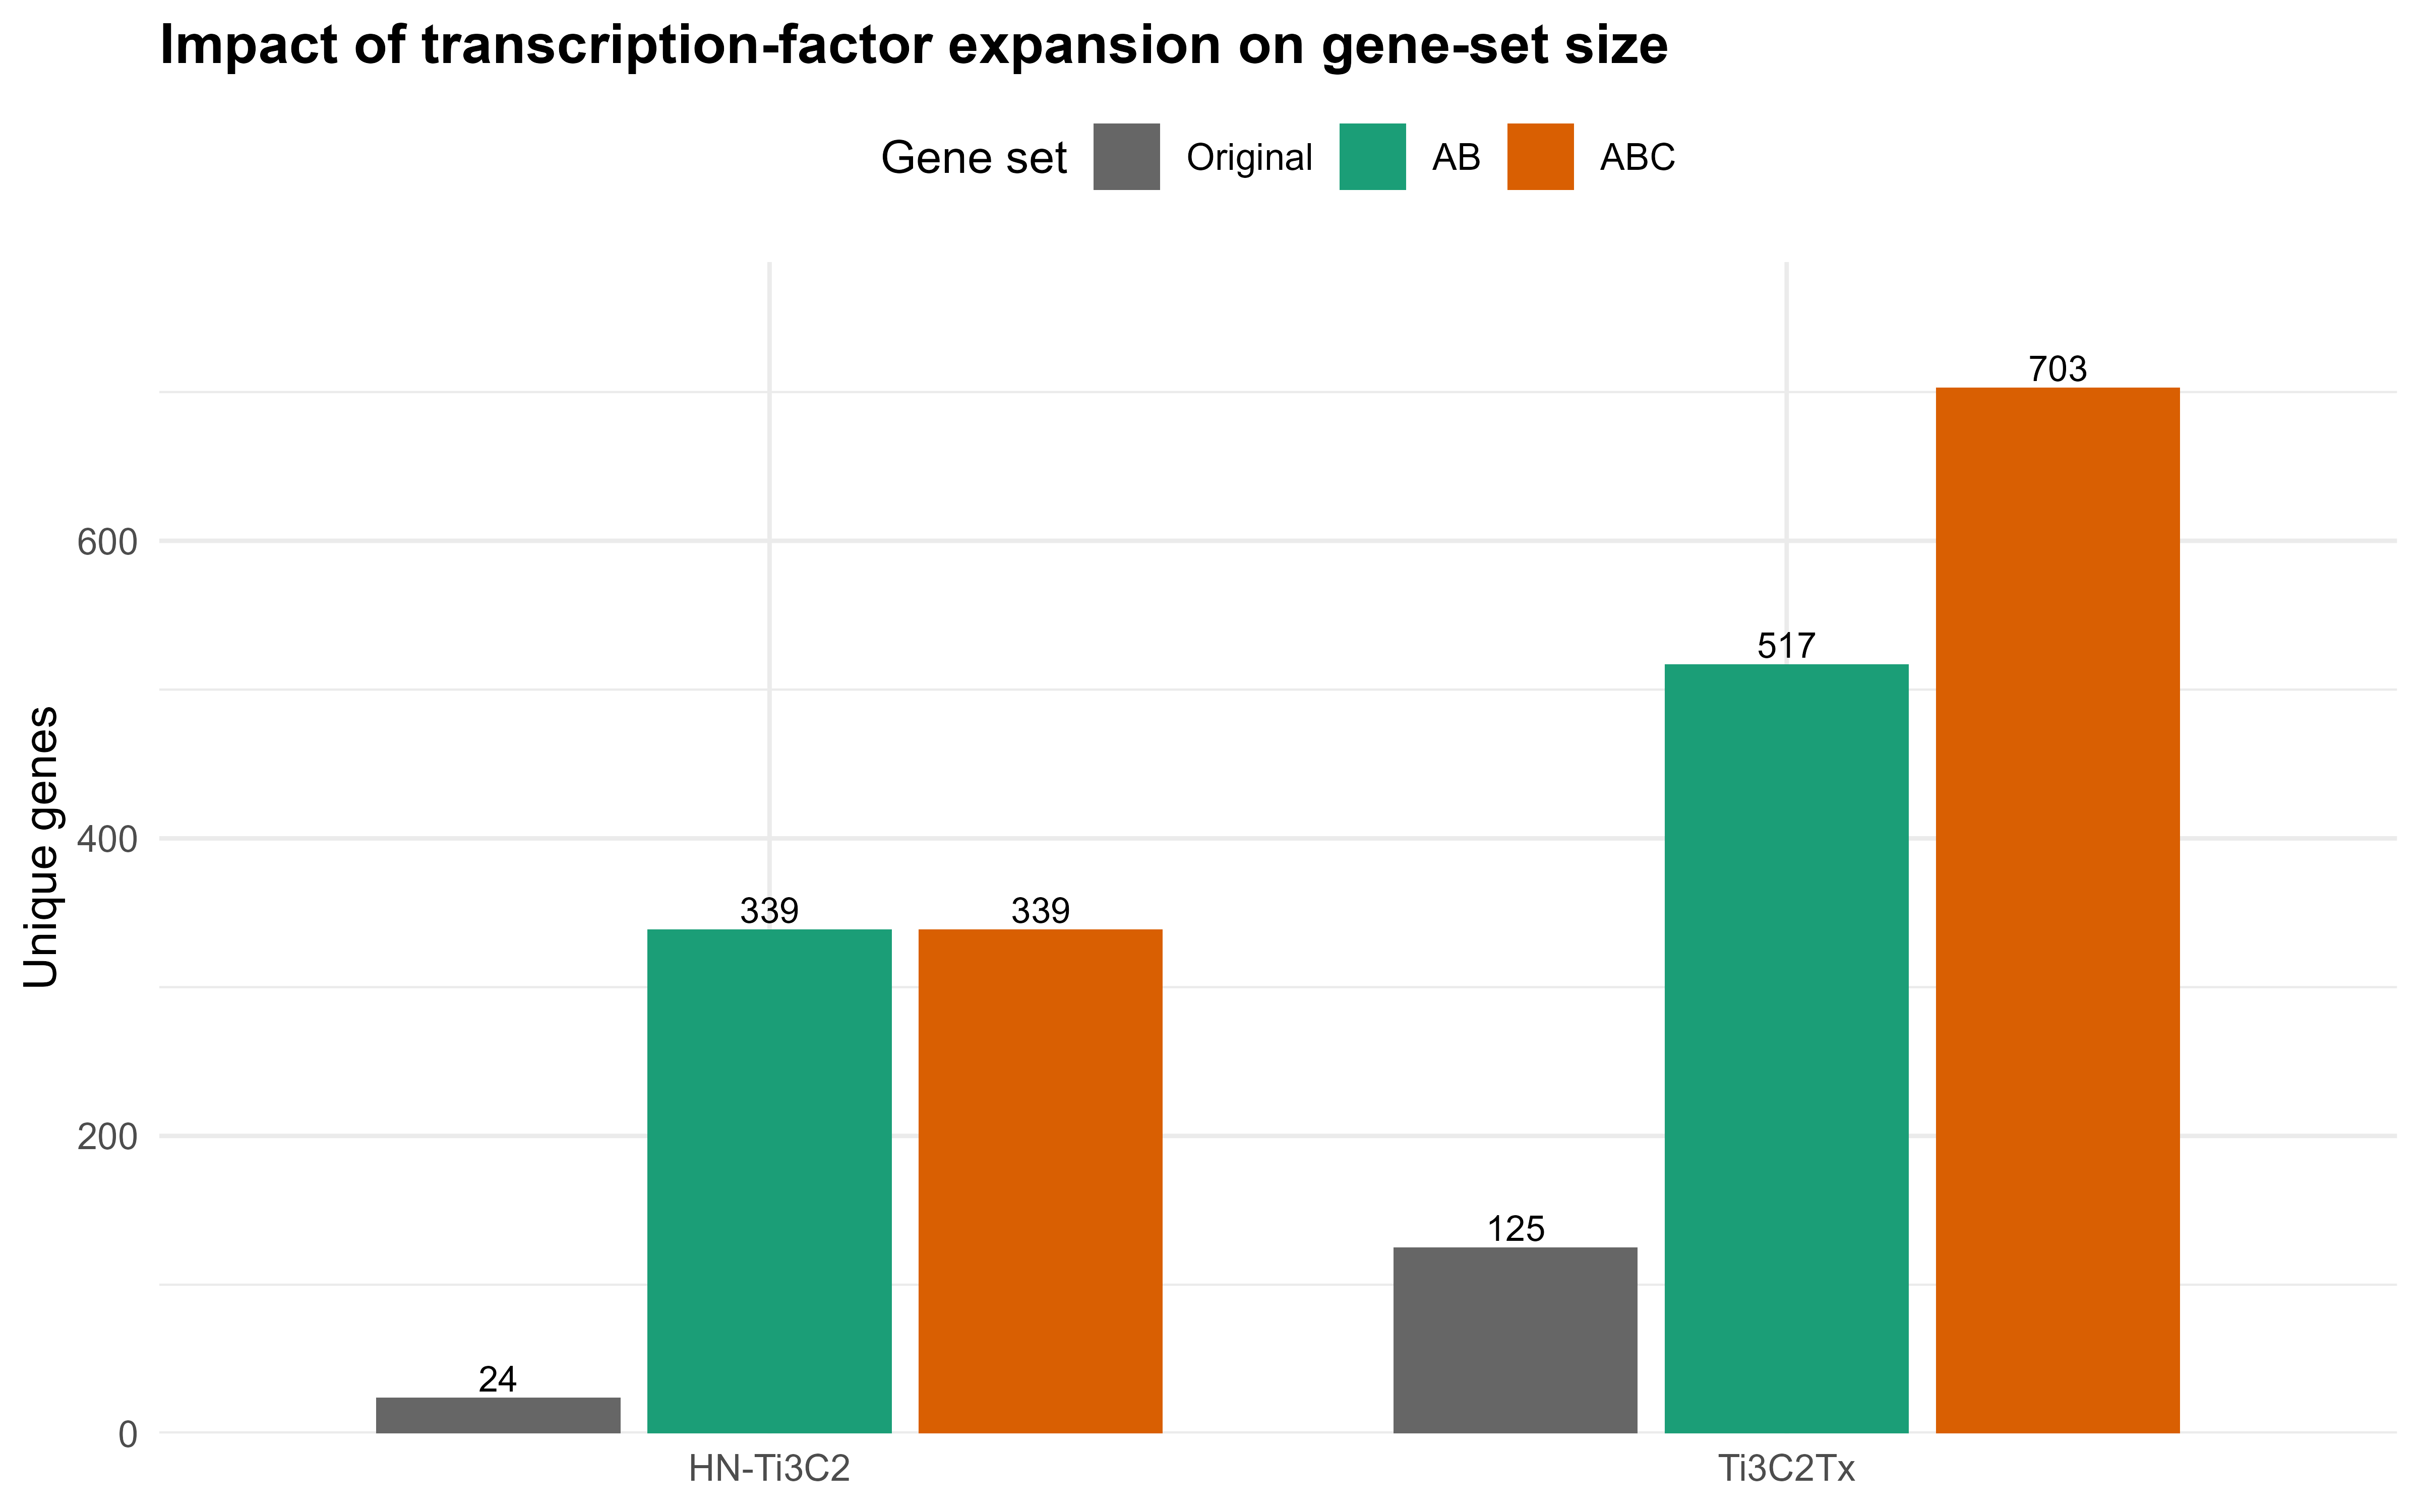 Impact of transcription-factor expansion on gene-set size
Gene set Original AB ABC
Unique genes
600
400
200
0
24
339
339
125
517
703
HN-Ti3C2
Ti3C2Tx